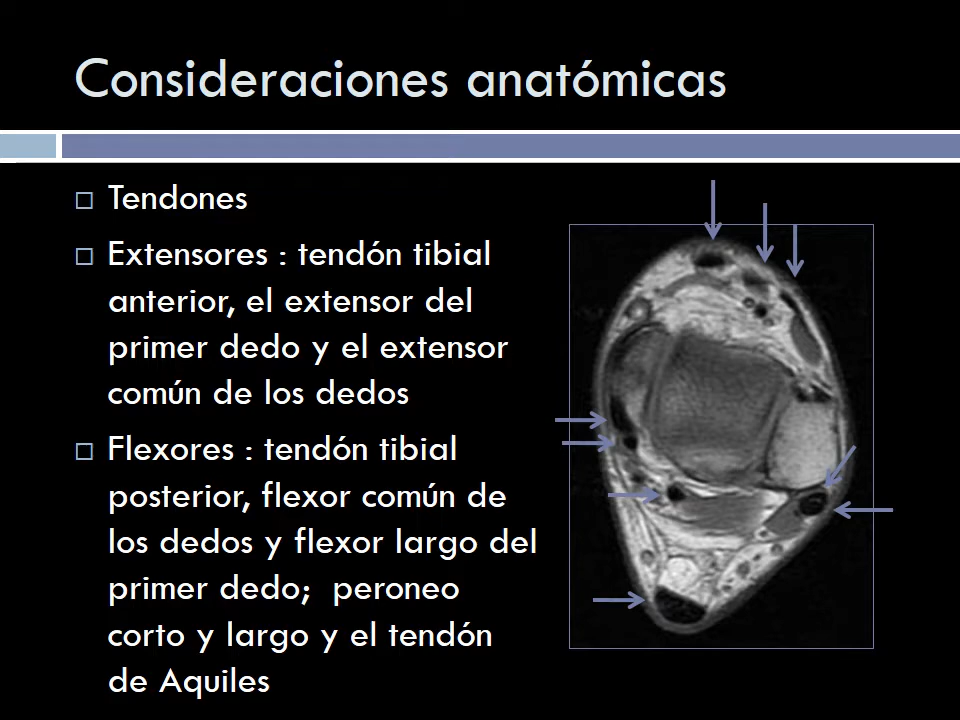 Consideraciones anatómicas
Tendones
Extensores : tendón tibial
anterior, el extensor del
primer dedo y el extensor
común de los dedos
Flexores : tendón tibial
posterior, flexor común de
los dedos y flexor largo del
primer dedo; peroneo
corto y largo y el tendón
de Aquiles